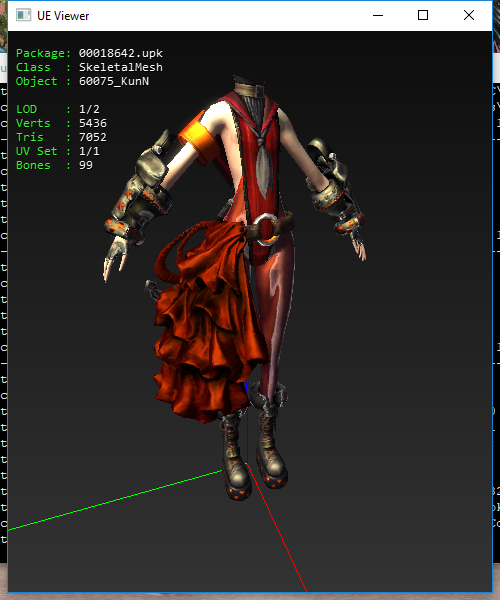 UE Viewer
Package: 00018642.upk
Class : SkeletalMesh
Object : 60075_KunN
LOD : 1/2
Verts : 5436
Tris : 7052
UV Set : 1/1
Bones : 99